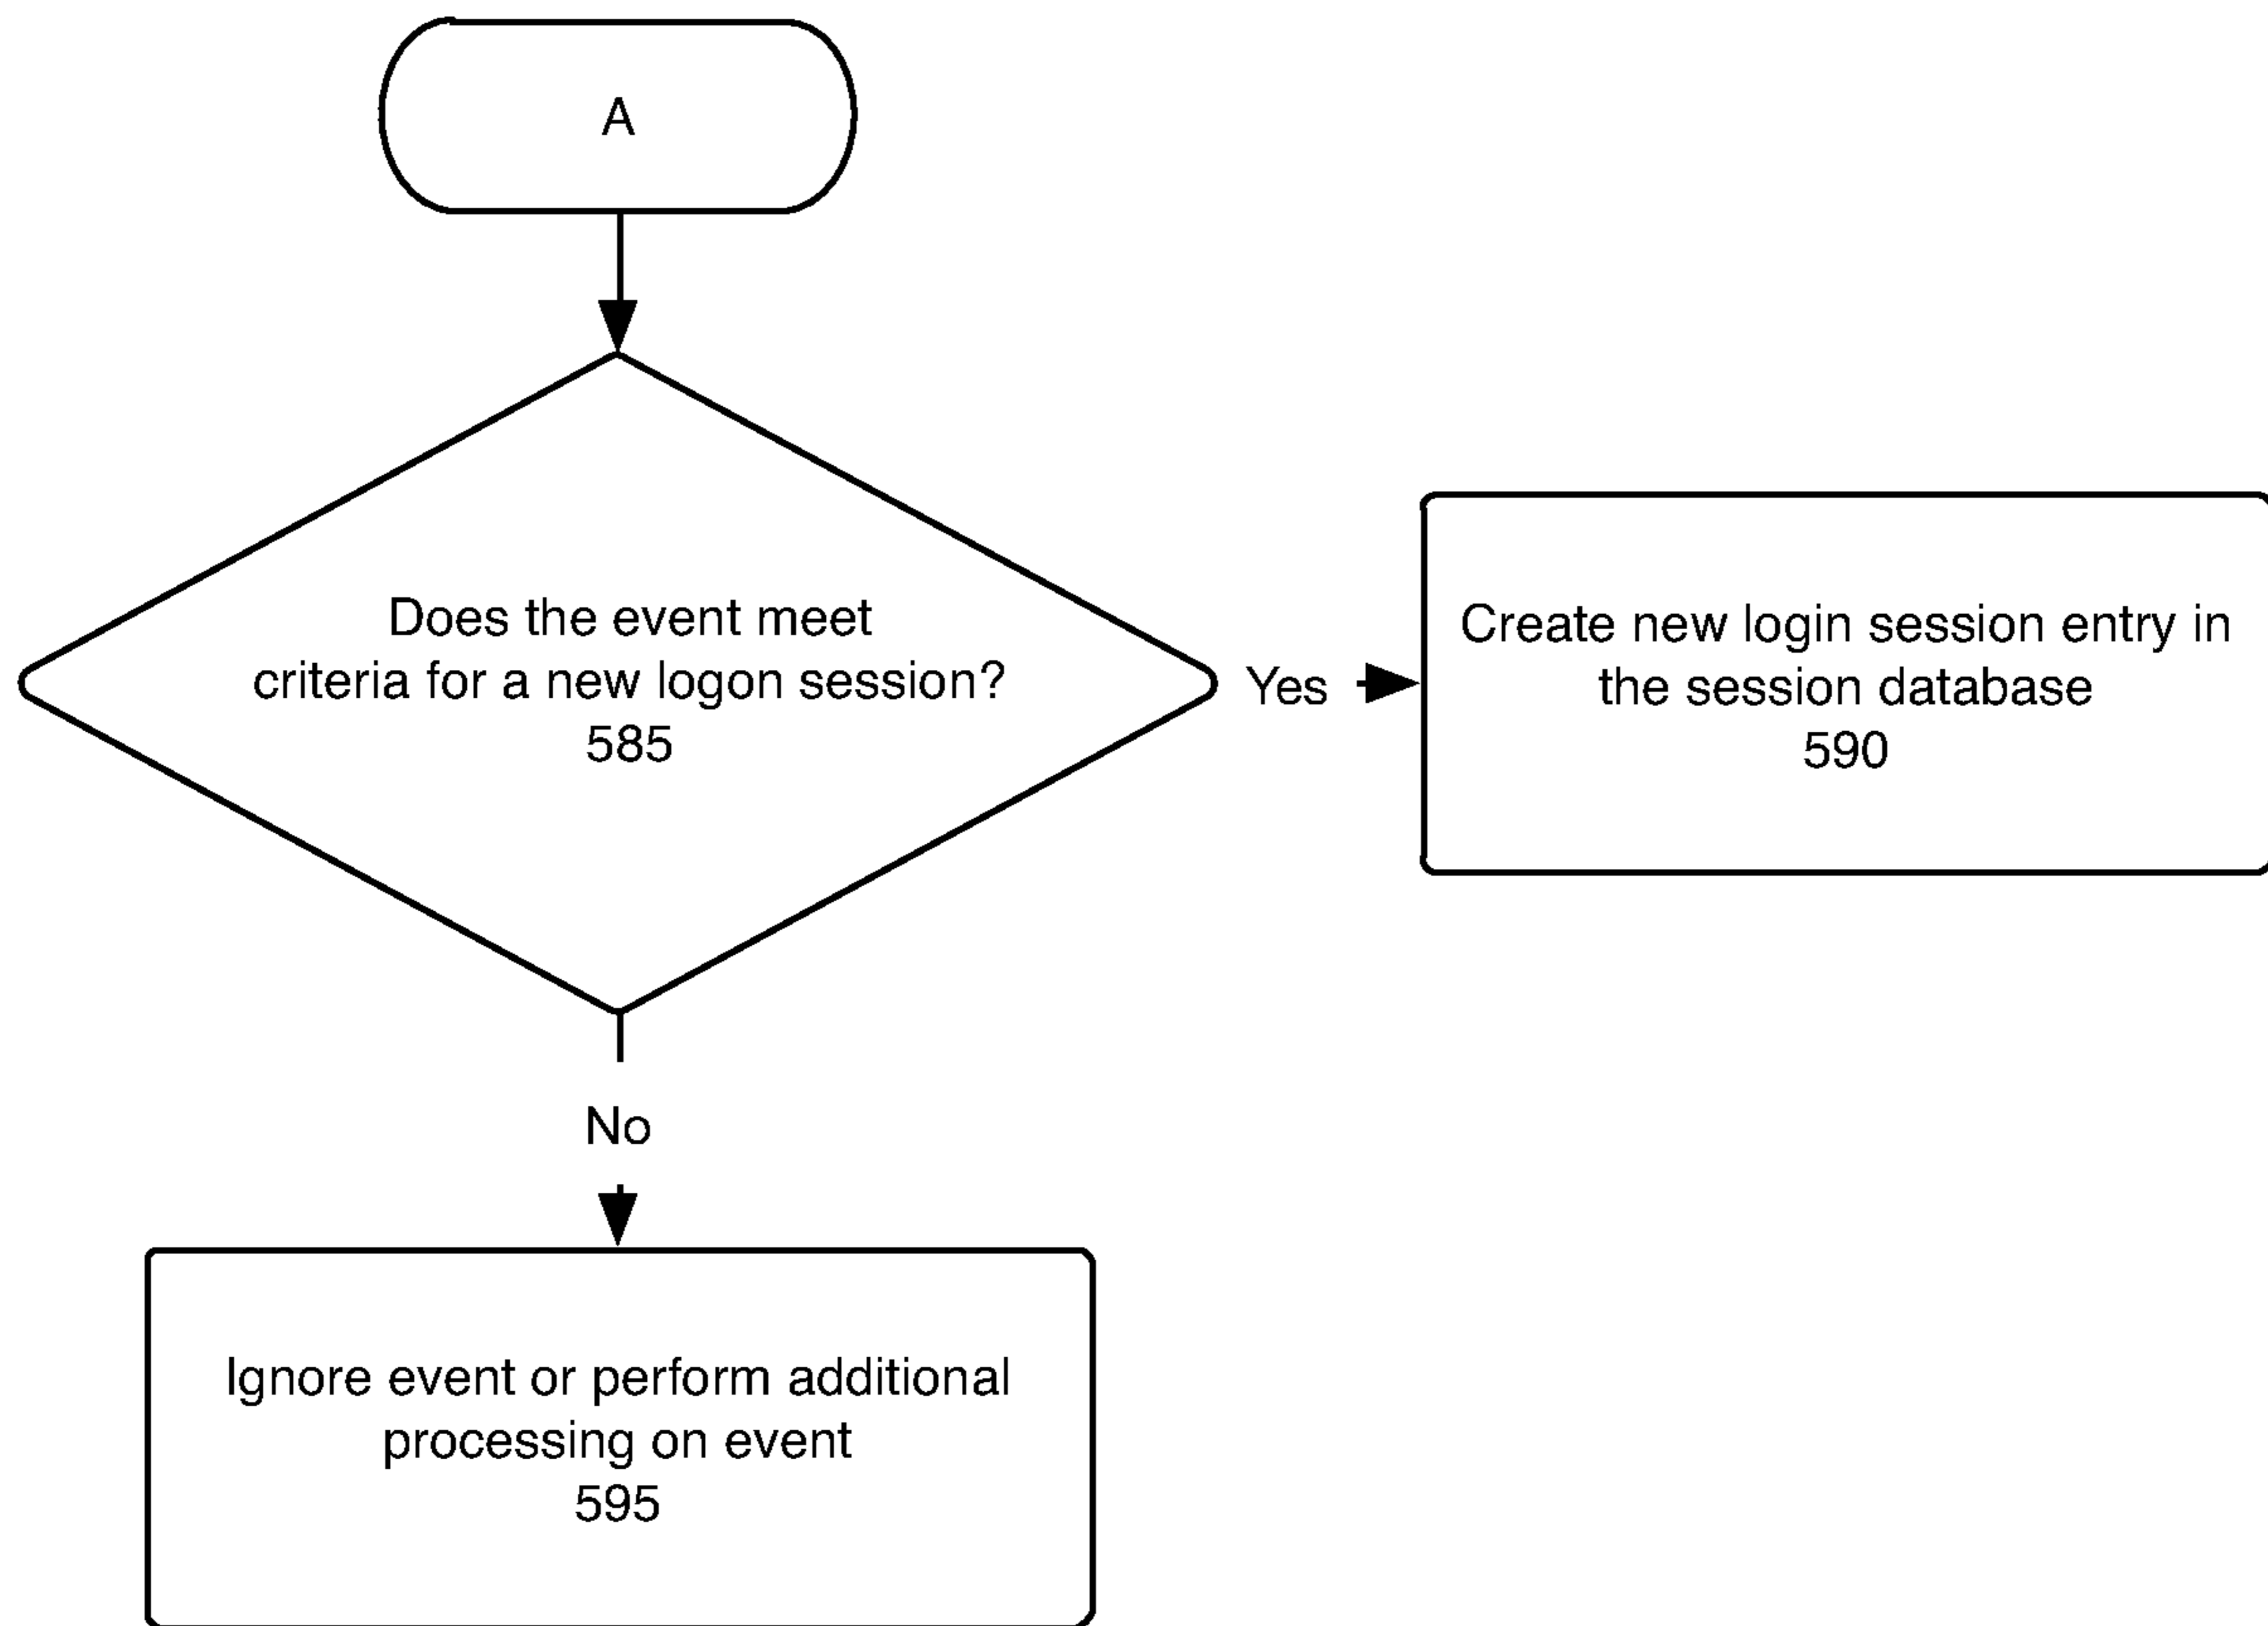 A
Does the event meet
criteria for a new logon session?
585
Yes
Create new login session entry in
the session database
590
No
Ignore event or perform additional
processing on event
595